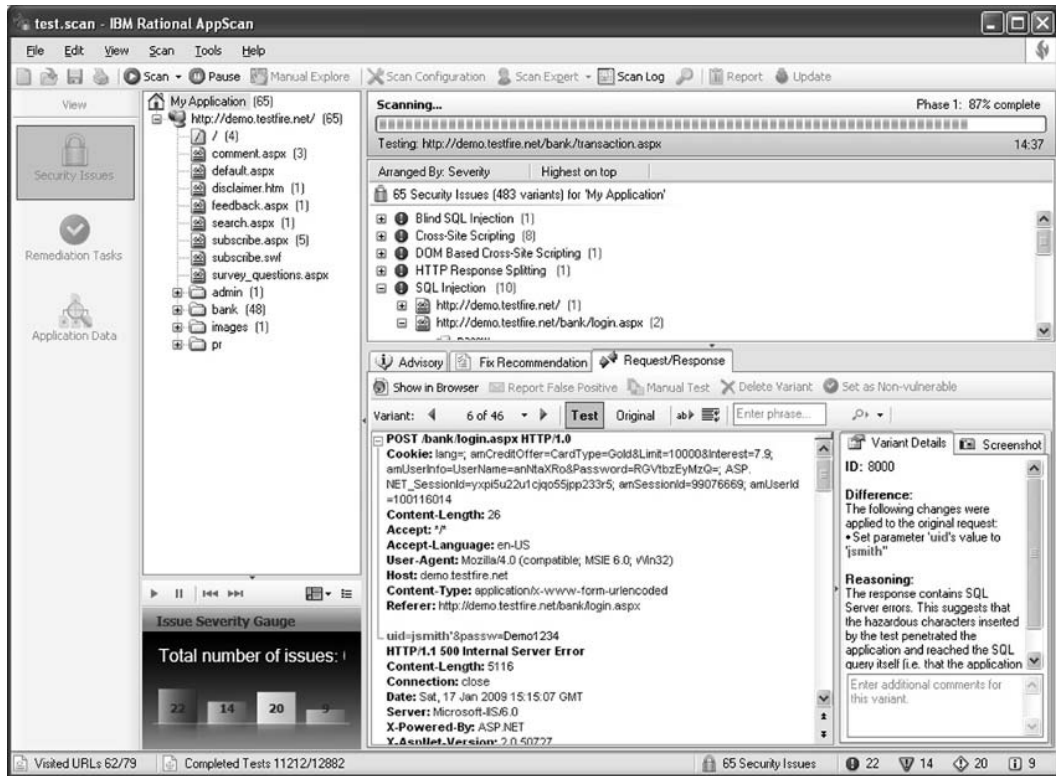 test.scan - IBM Rational AppScan
File Edit View Scan Tools Help
Scan Pause Manual Explore Scan Configuration Scan Expert Scan Log Report Update
View
Security Issues
Remediation Tasks
Application Data
My Application (65)
http://demo.testfire.net/ (65)
/ (4)
comment.aspx (3)
default.aspx
disclaimer.htm (1)
feedback.aspx (1)
search.aspx (1)
subscribe.aspx (5)
subscribe.swf
survey_questions.aspx
admin (1)
bank (48)
images (1)
pr
Issue Severity Gauge
Total number of issues:
22 14 20 9
Scanning... Phase 1: 87% complete
Testing: http://demo.testfire.net/bank/transaction.aspx 14:37
Arranged By: Severity Highest on top
65 Security Issues (483 variants) for 'My Application'
Blind SQL Injection (1)
Cross-Site Scripting (8)
DOM Based Cross-Site Scripting (1)
HTTP Response Splitting (1)
SQL Injection (10)
http://demo.testfire.net/ (1)
http://demo.testfire.net/bank/login.aspx (2)
Advisory Fix Recommendation Request/Response
Show in Browser Report False Positive Manual Test Delete Variant Set as Non-vulnerable
Variant: 6 of 46 Test Original ab Enter phrase...
POST /bank/login.aspx HTTP/1.0
Cookie: lang=; amCreditOffer=CardType=Gold&Limit=10000&Interest=7.9;
amUserInfo=UserName=anNtaXRo&Password=RGVtbzEyMzQ=; ASP.
NET_SessionId=yxpi5u22u1cjqo55jpp233r5; amSessionId=99076669; amUserId
=100116014
Content-Length: 26
Accept: */*
Accept-Language: en-US
User-Agent: Mozilla/4.0 (compatible; MSIE 6.0; Win32)
Host: demo.testfire.net
Content-Type: application/x-www-form-urlencoded
Referer: http://demo.testfire.net/bank/login.aspx
uid=jsmith'&passw=Demo1234
HTTP/1.1 500 Internal Server Error
Content-Length: 5116
Connection: close
Date: Sat, 17 Jan 2009 15:15:07 GMT
Server: Microsoft-IIS/6.0
X-Powered-By: ASP.NET
X-AspNet-Version: 2.0.50727
Variant Details Screenshot
ID: 8000
Difference:
The following changes were
applied to the original request:
•Set parameter 'uid's value to
'jsmith''
Reasoning:
The response contains SQL
Server errors. This suggests that
the hazardous characters inserted
by the test penetrated the
application and reached the SQL
query itself (i.e. that the application
Enter additional comments for
this variant.
Visited URLs 62/79 Completed Tests 11212/12882 65 Security Issues 22 14 20 9